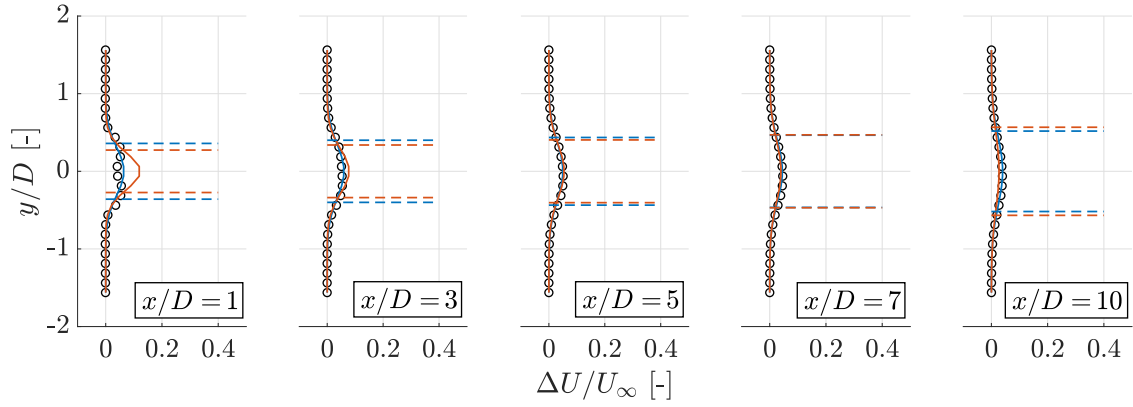 2
1
0
-1
-2
y/D [-]
x/D = 1
x/D = 3
x/D = 5
x/D = 7
x/D = 10
0 0.2 0.4 0 0.2 0.4 0 0.2 0.4 0 0.2 0.4 0 0.2 0.4
ΔU/U∞ [-]